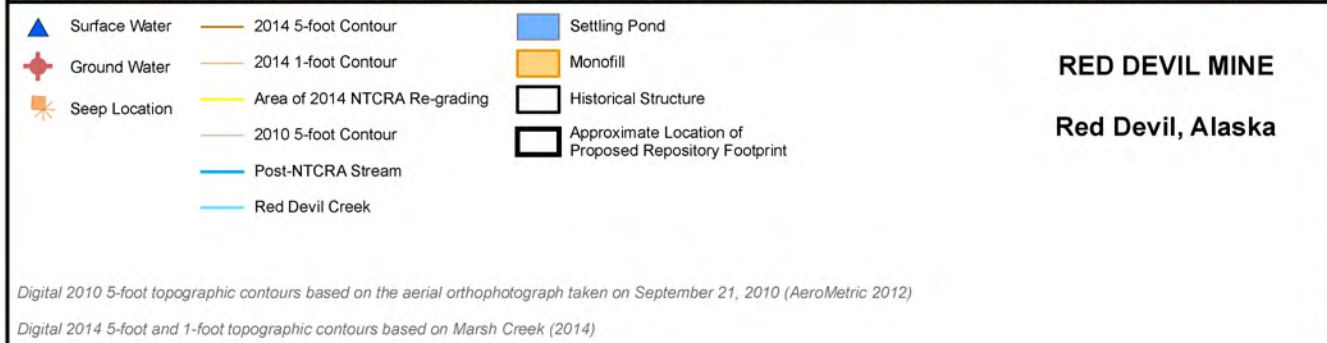 Surface Water
Ground Water
Seep Location
2014 5-foot Contour
2014 1-foot Contour
Area of 2014 NTCRA Re-grading
2010 5-foot Contour
Post-NTCRA Stream
Red Devil Creek
Settling Pond
Monofill
Historical Structure
Approximate Location of
Proposed Repository Footprint
RED DEVIL MINE
Red Devil, Alaska
Digital 2010 5-foot topographic contours based on the aerial orthophotograph taken on September 21, 2010 (AeroMetric 2012)
Digital 2014 5-foot and 1-foot topographic contours based on Marsh Creek (2014)